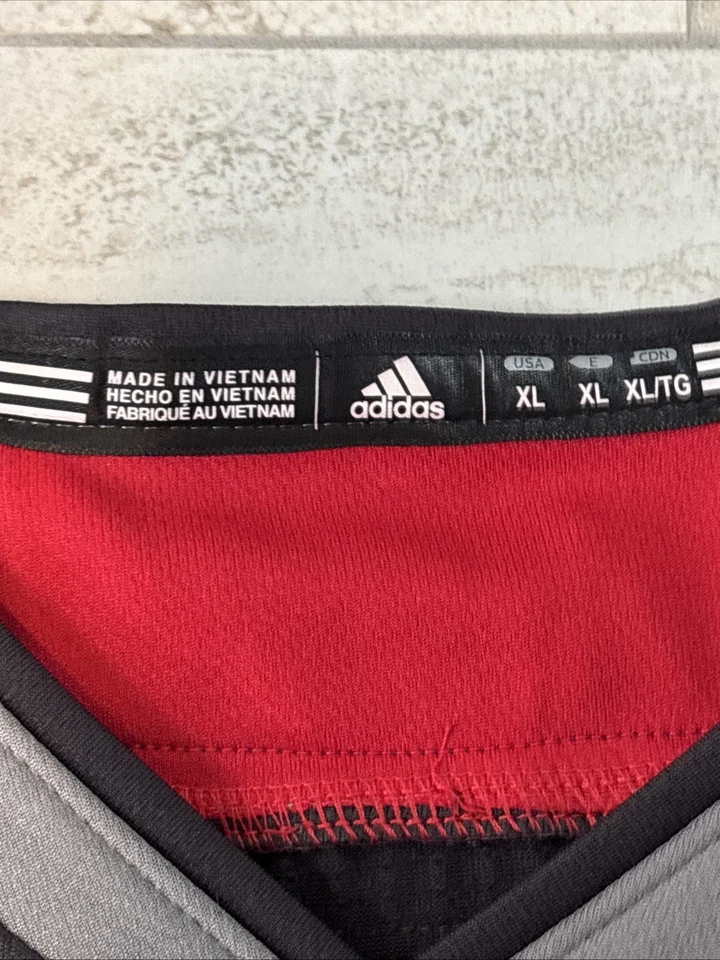 MADE IN VIETNAM
HECHO EN VIETNAM
FABRIQUÉ AU VIETNAM
adidas
USA E CDN
XL XL XL/TG